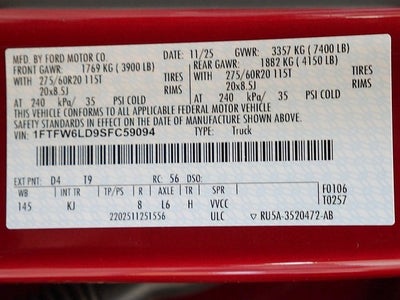 MFD. BY FORD MOTOR CO. DATE: 11/25 GVWR: 3357 KG (7400 LB)
FRONT GAWR: 1769 KG (3900 LB) REAR GAWR: 1882 KG (4150 LB)
WITH 275/60R20 115T TIRES WITH 275/60R20 115T TIRES
20x8.5J RIMS 20x8.5J RIMS
AT 240 kPa/ 35 PSI COLD AT 240 kPa/ 35 PSI COLD
THIS VEHICLE CONFORMS TO ALL APPLICABLE FEDERAL MOTOR VEHICLE
SAFETY STANDARDS IN EFFECT ON THE DATE OF MANUFACTURE SHOWN ABOVE.
VIN: 1FTFW6LD9SFC59094 TYPE: Truck
EXT PNT: D4 T9 RC: 56 DSO: F0106
WB INT TR TP/PS R AXLE TR SPR T0257
145 KJ 8 L6 H VVCC
2202511251556 ULC RU5A-3520472-AB